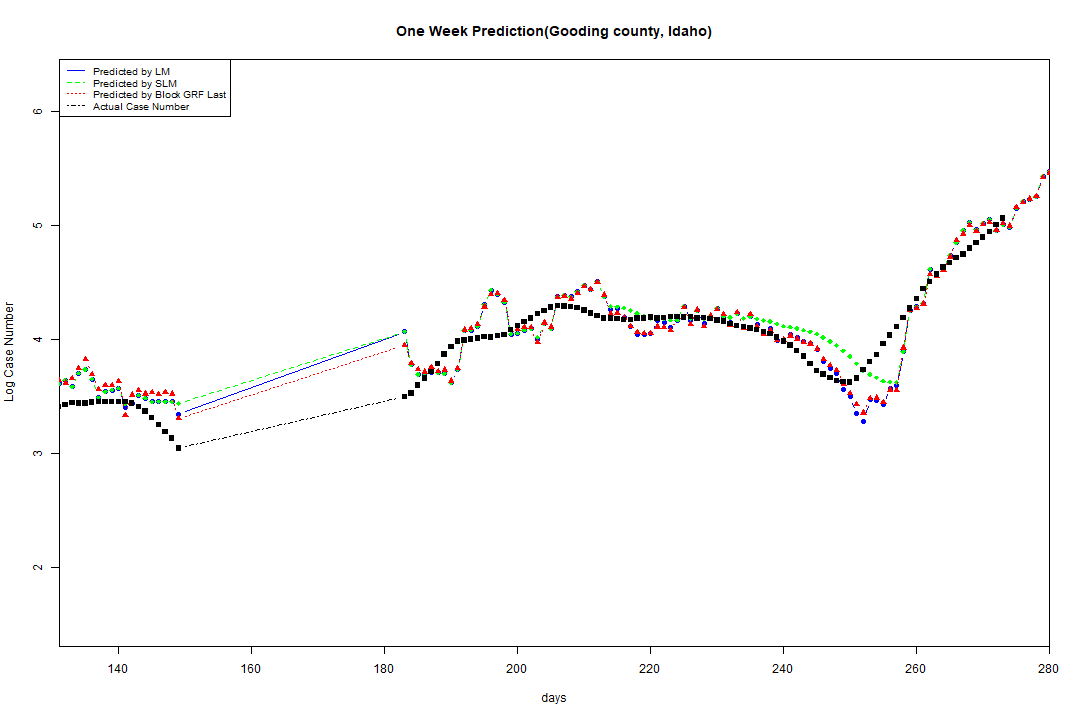 One Week Prediction(Gooding county, Idaho)
Predicted by LM
Predicted by SLM
Predicted by Block GRF Last
Actual Case Number
6
5
4
3
2
Log Case Number
140 160 180 200 220 240 260 280
days